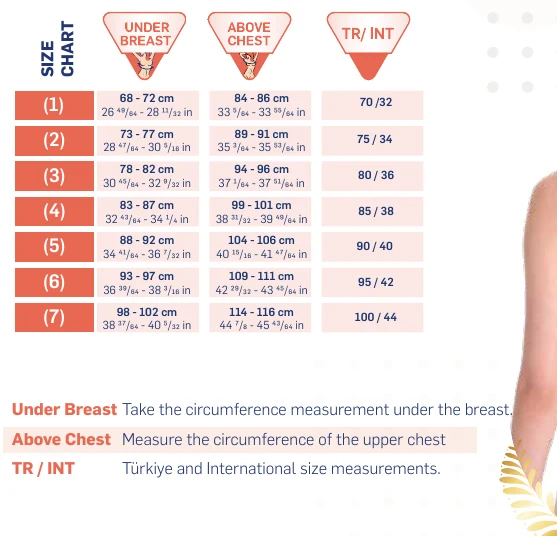 SIZE
CHART
UNDER
BREAST
ABOVE
CHEST
TR/ INT
(1) 68 - 72 cm 84 - 86 cm 70 /32
26 ⁴⁹/₆₄ - 28 ¹¹/₃₂ in 33 ⁵/₆₄ - 33 ⁵⁵/₆₄ in
(2) 73 - 77 cm 89 - 91 cm 75 / 34
28 ⁴⁷/₆₄ - 30 ⁵/₁₆ in 35 ³/₆₄ - 35 ⁵³/₆₄ in
(3) 78 - 82 cm 94 - 96 cm 80 / 36
30 ⁴⁵/₆₄ - 32 ⁹/₃₂ in 37 ¹/₆₄ - 37 ⁵¹/₆₄ in
(4) 83 - 87 cm 99 - 101 cm 85 / 38
32 ⁴³/₆₄ - 34 ¹/₄ in 38 ³¹/₃₂ - 39 ⁴⁹/₆₄ in
(5) 88 - 92 cm 104 - 106 cm 90 / 40
34 ⁴¹/₆₄ - 36 ⁷/₃₂ in 40 ¹⁵/₁₆ - 41 ⁴⁷/₆₄ in
(6) 93 - 97 cm 109 - 111 cm 95 / 42
36 ³⁹/₆₄ - 38 ³/₁₆ in 42 ²⁹/₃₂ - 43 ⁴⁵/₆₄ in
(7) 98 - 102 cm 114 - 116 cm 100 / 44
38 ³⁷/₆₄ - 40 ⁵/₃₂ in 44 ⁷/₈ - 45 ⁴³/₆₄ in
Under Breast Take the circumference measurement under the breast.
Above Chest Measure the circumference of the upper chest
TR / INT Türkiye and International size measurements.